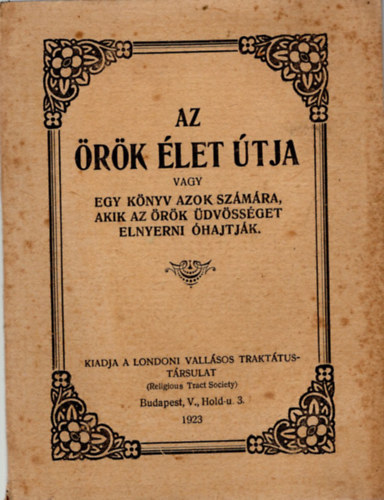 AZ
ÖRÖK ÉLET ÚTJA
VAGY
EGY KÖNYV AZOK SZÁMÁRA,
AKIK AZ ÖRÖK ÜDVÖSSÉGET
ELNYERNI ÓHAJTJÁK.
KIADJA A LONDONI VALLÁSOS TRAKTÁTUS-
TÁRSULAT
(Religious Tract Society)
Budapest, V., Hold-u. 3.
1923